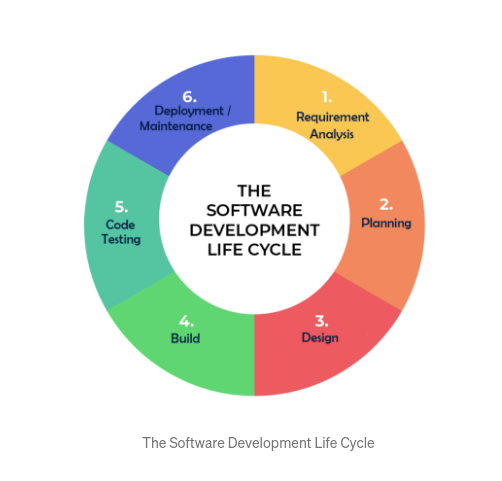 1.
Requirement
Analysis
2.
Planning
3.
Design
4.
Build
5.
Code
Testing
6.
Deployment /
Maintenance
THE
SOFTWARE
DEVELOPMENT
LIFE CYCLE
The Software Development Life Cycle